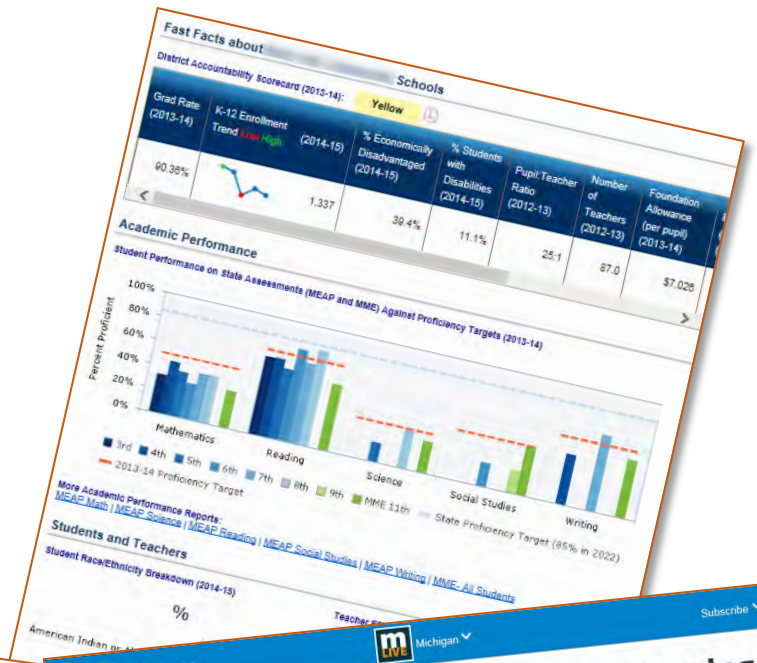 Fast Facts about Schools
District Accountability Scorecard (2013-14): Yellow
Grad Rate (2013-14)
K-12 Enrollment Trend Low High (2014-15)
% Economically Disadvantaged (2014-15)
% Students with Disabilities (2014-15)
Pupil:Teacher Ratio (2012-13)
Number of Teachers (2012-13)
Foundation Allowance (per pupil) (2013-14)
90.36% 1,337 39.4% 11.1% 25:1 67.0 $7,026
Academic Performance
Student Performance on State Assessments (MEAP and MME) Against Proficiency Targets (2013-14)
Percent Proficient
100%
80%
60%
40%
20%
0%
Mathematics Reading Science Social Studies Writing
3rd 4th 5th 6th 7th 8th 9th MME 11th State Proficiency Target (85% in 2022)
2013-14 Proficiency Target
More Academic Performance Reports:
MEAP Math | MEAP Science | MEAP Reading | MEAP Social Studies | MEAP Writing | MME- All Students
Students and Teachers
Student Race/Ethnicity Breakdown (2014-15)
Teacher
%
American Indian or
m LIVE Michigan Subscribe